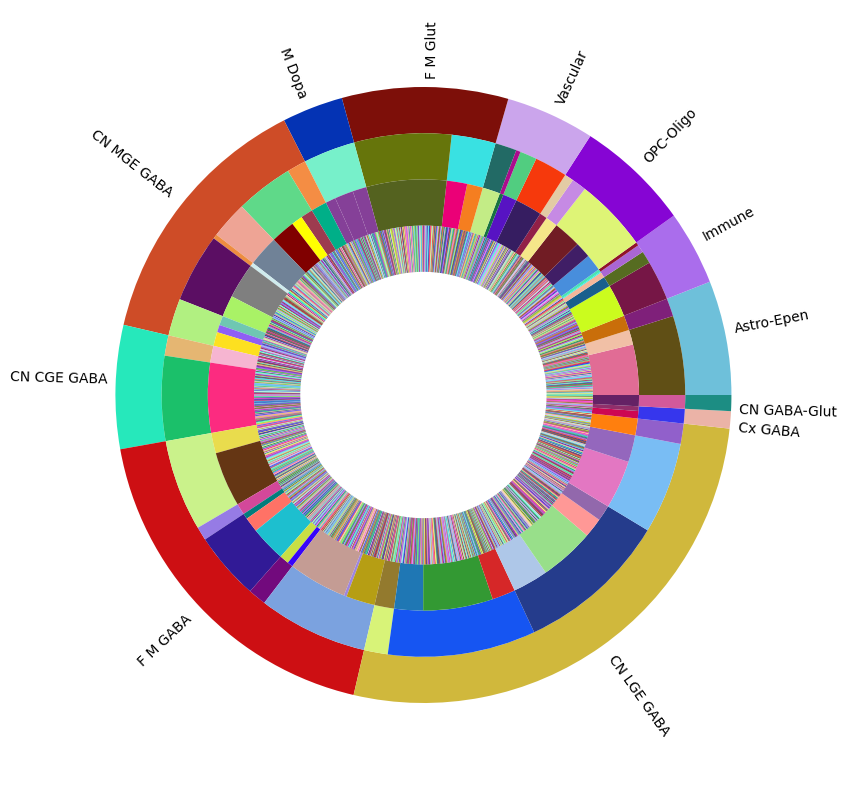 F M Glut
Vascular
M Dopa
OPC-Oligo
CN MGE GABA
Immune
Astro-Epen
CN CGE GABA
CN GABA-Glut
Cx GABA
F M GABA
CN LGE GABA